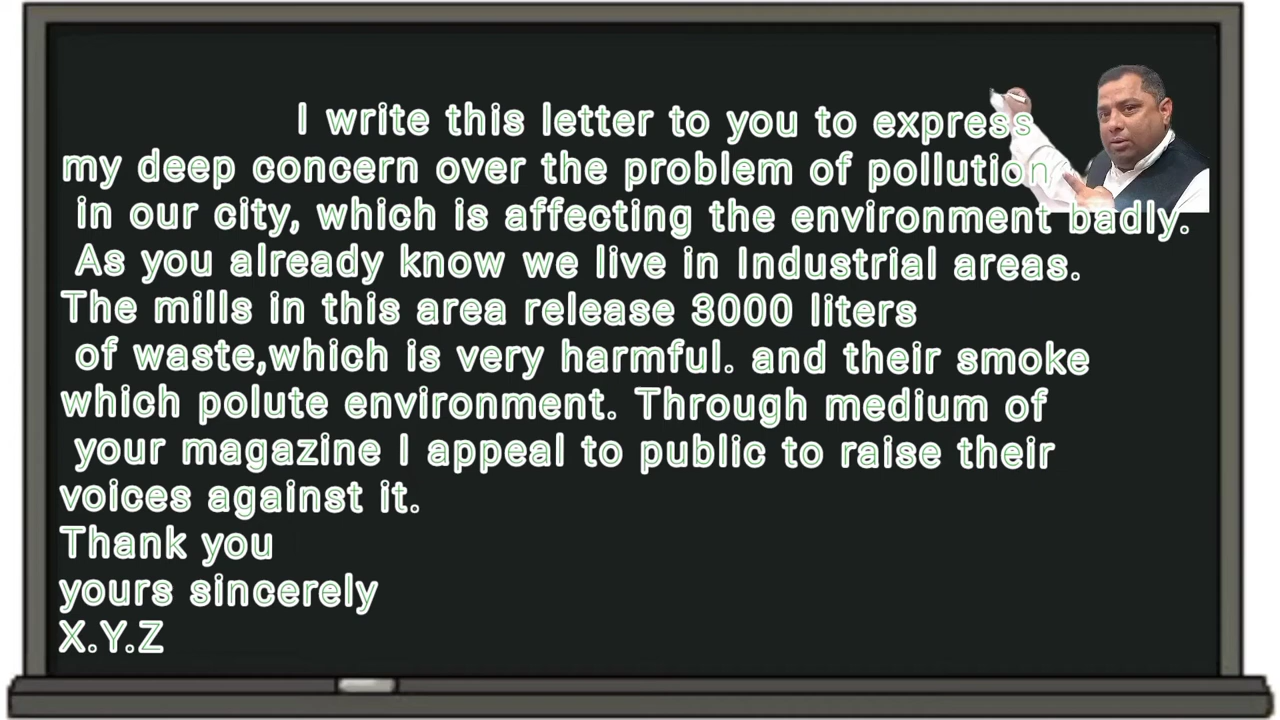 I write this letter to you to express
my deep concern over the problem of pollution
in our city, which is affecting the environment badly.
As you already know we live in Industrial areas.
The mills in this area release 3000 liters
of waste,which is very harmful. and their smoke
which polute environment. Through medium of
your magazine I appeal to public to raise their
voices against it.
Thank you
yours sincerely
X.Y.Z